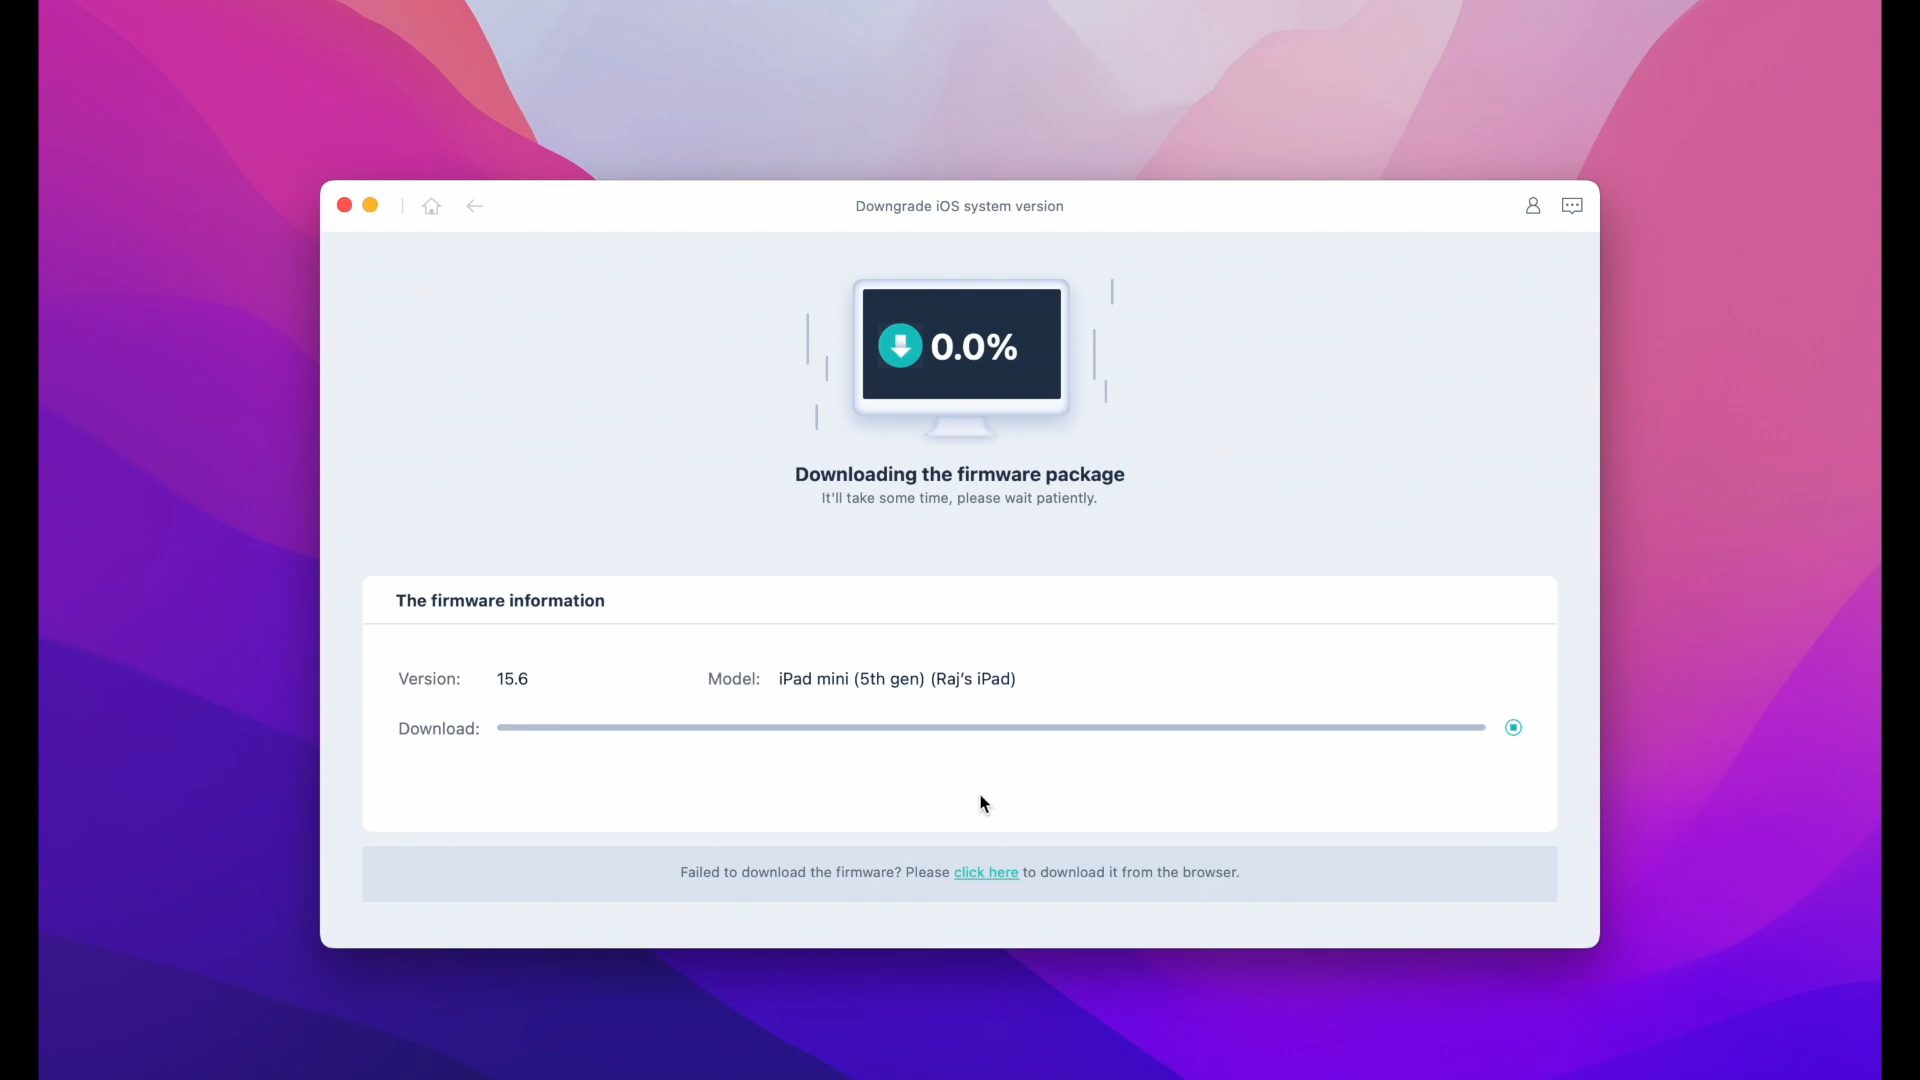 Downgrade iOS system version
0.0%
Downloading the firmware package
It'll take some time, please wait patiently.
The firmware information
Version: 15.6 Model: iPad mini (5th gen) (Raj’s iPad)
Download:
Failed to download the firmware? Please click here to download it from the browser.